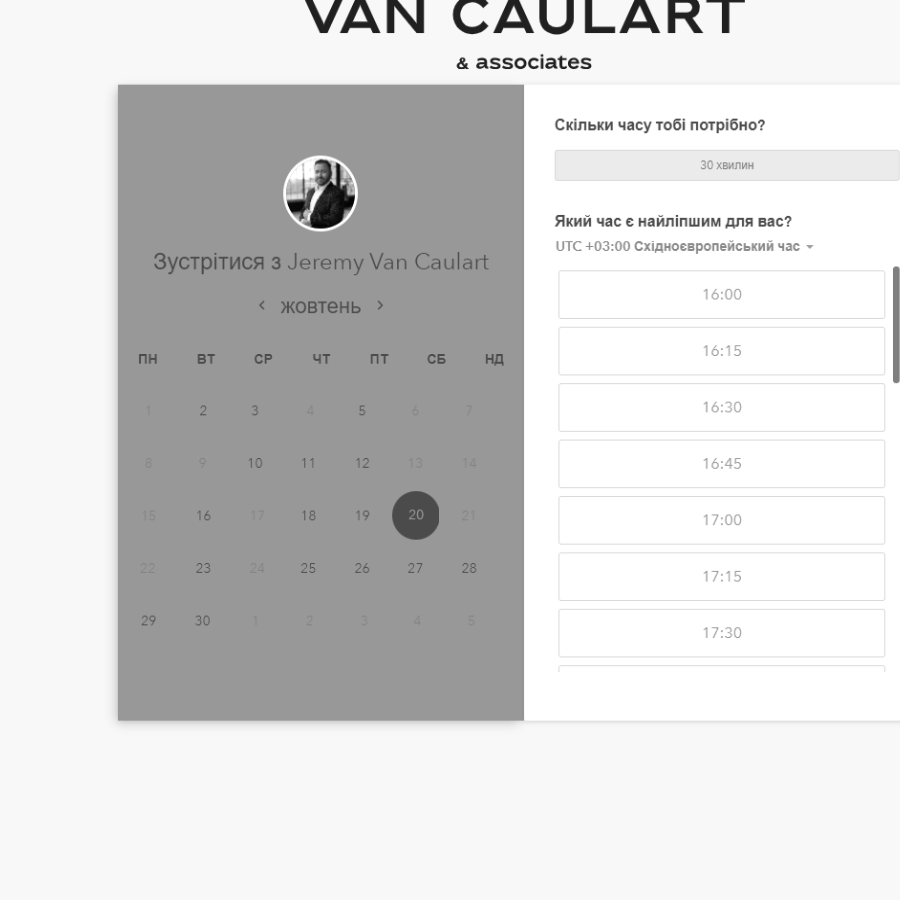 VAN CAULART
& associates
Зустрітися з Jeremy Van Caulart
жовтень
ПН ВТ СР ЧТ ПТ СБ НД
1 2 3 4 5 6 7
8 9 10 11 12 13 14
15 16 17 18 19 20 21
22 23 24 25 26 27 28
29 30 1 2 3 4 5
Скільки часу тобі потрібно?
30 хвилин
Який час є найліпшим для вас?
UTC +03:00 Східноєвропейський час
16:00
16:15
16:30
16:45
17:00
17:15
17:30